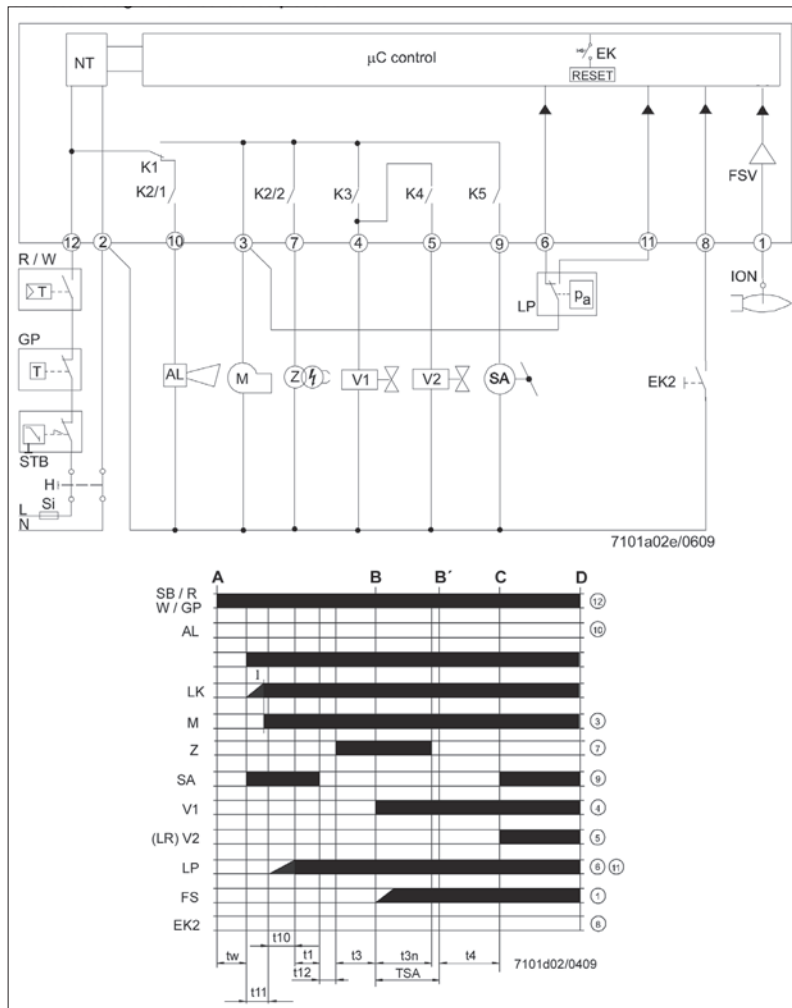 NT
µC control
EK
RESET
FSV
K1
K2/1
K2/2
K3
K4
K5
12
2
10
3
7
4
5
9
6
11
8
1
R / W
T
GP
T
STB
H
Si
L
N
AL
M
Z
V1
V2
SA
LP
pa
EK2
ION
7101a02e/0609
A
B
B´
C
D
SB / R
W / GP
12
AL
10
I
LK
M
3
Z
7
SA
9
V1
4
(LR) V2
5
LP
6 11
FS
1
EK2
8
t10
tw
t1
t3
t3n
t4
t12
TSA
t11
7101d02/0409